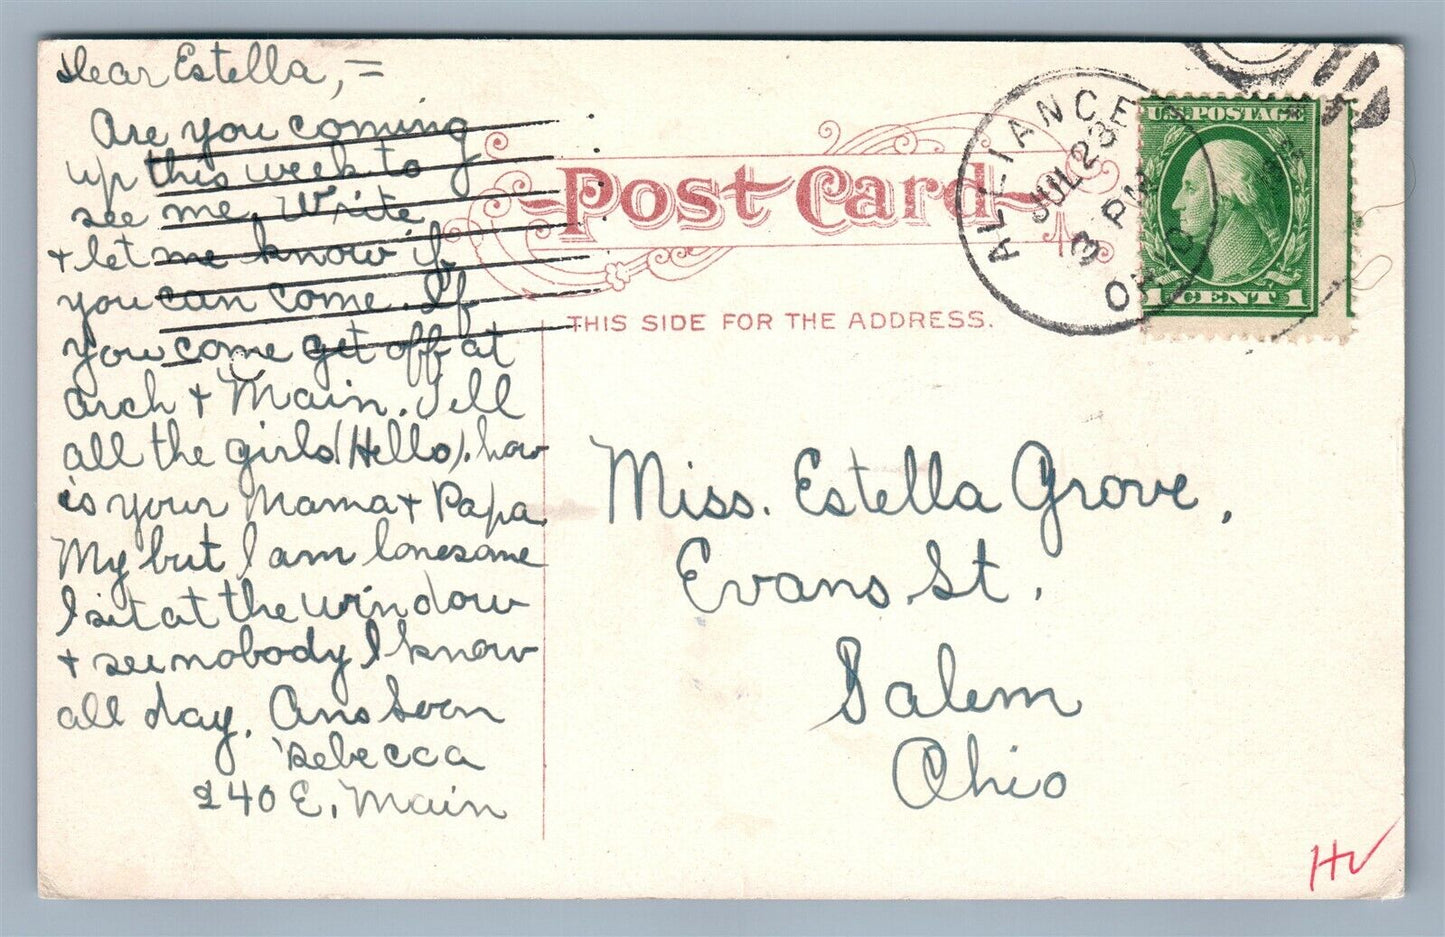 Dear Estella, =
Are you coming
up this week to
see me. Write
+ let me know if
you can come. If
you come get off at
Arch + Main. Tell
all the girls (Hello). how
is your Mama + Papa.
My but I am lonesome
I sit at the window
+ see nobody I know
all day. Ans Soon
Rebecca
240 E. Main
Post Card
THIS SIDE FOR THE ADDRESS.
ALLIANCE
JUL 23
3 PM
OHIO
U.S. POSTAGE
1 CENT 1
Miss. Estella Grove,
Evans. St.
Salem
Ohio